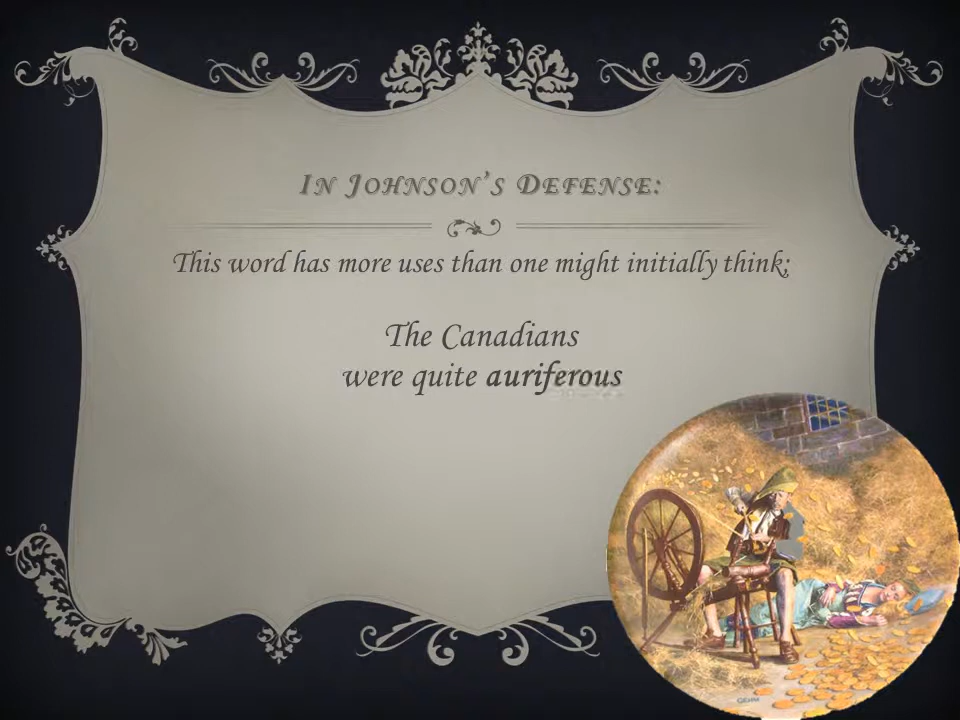 In Johnson's Defense:
This word has more uses than one might initially think;
The Canadians
were quite auriferous